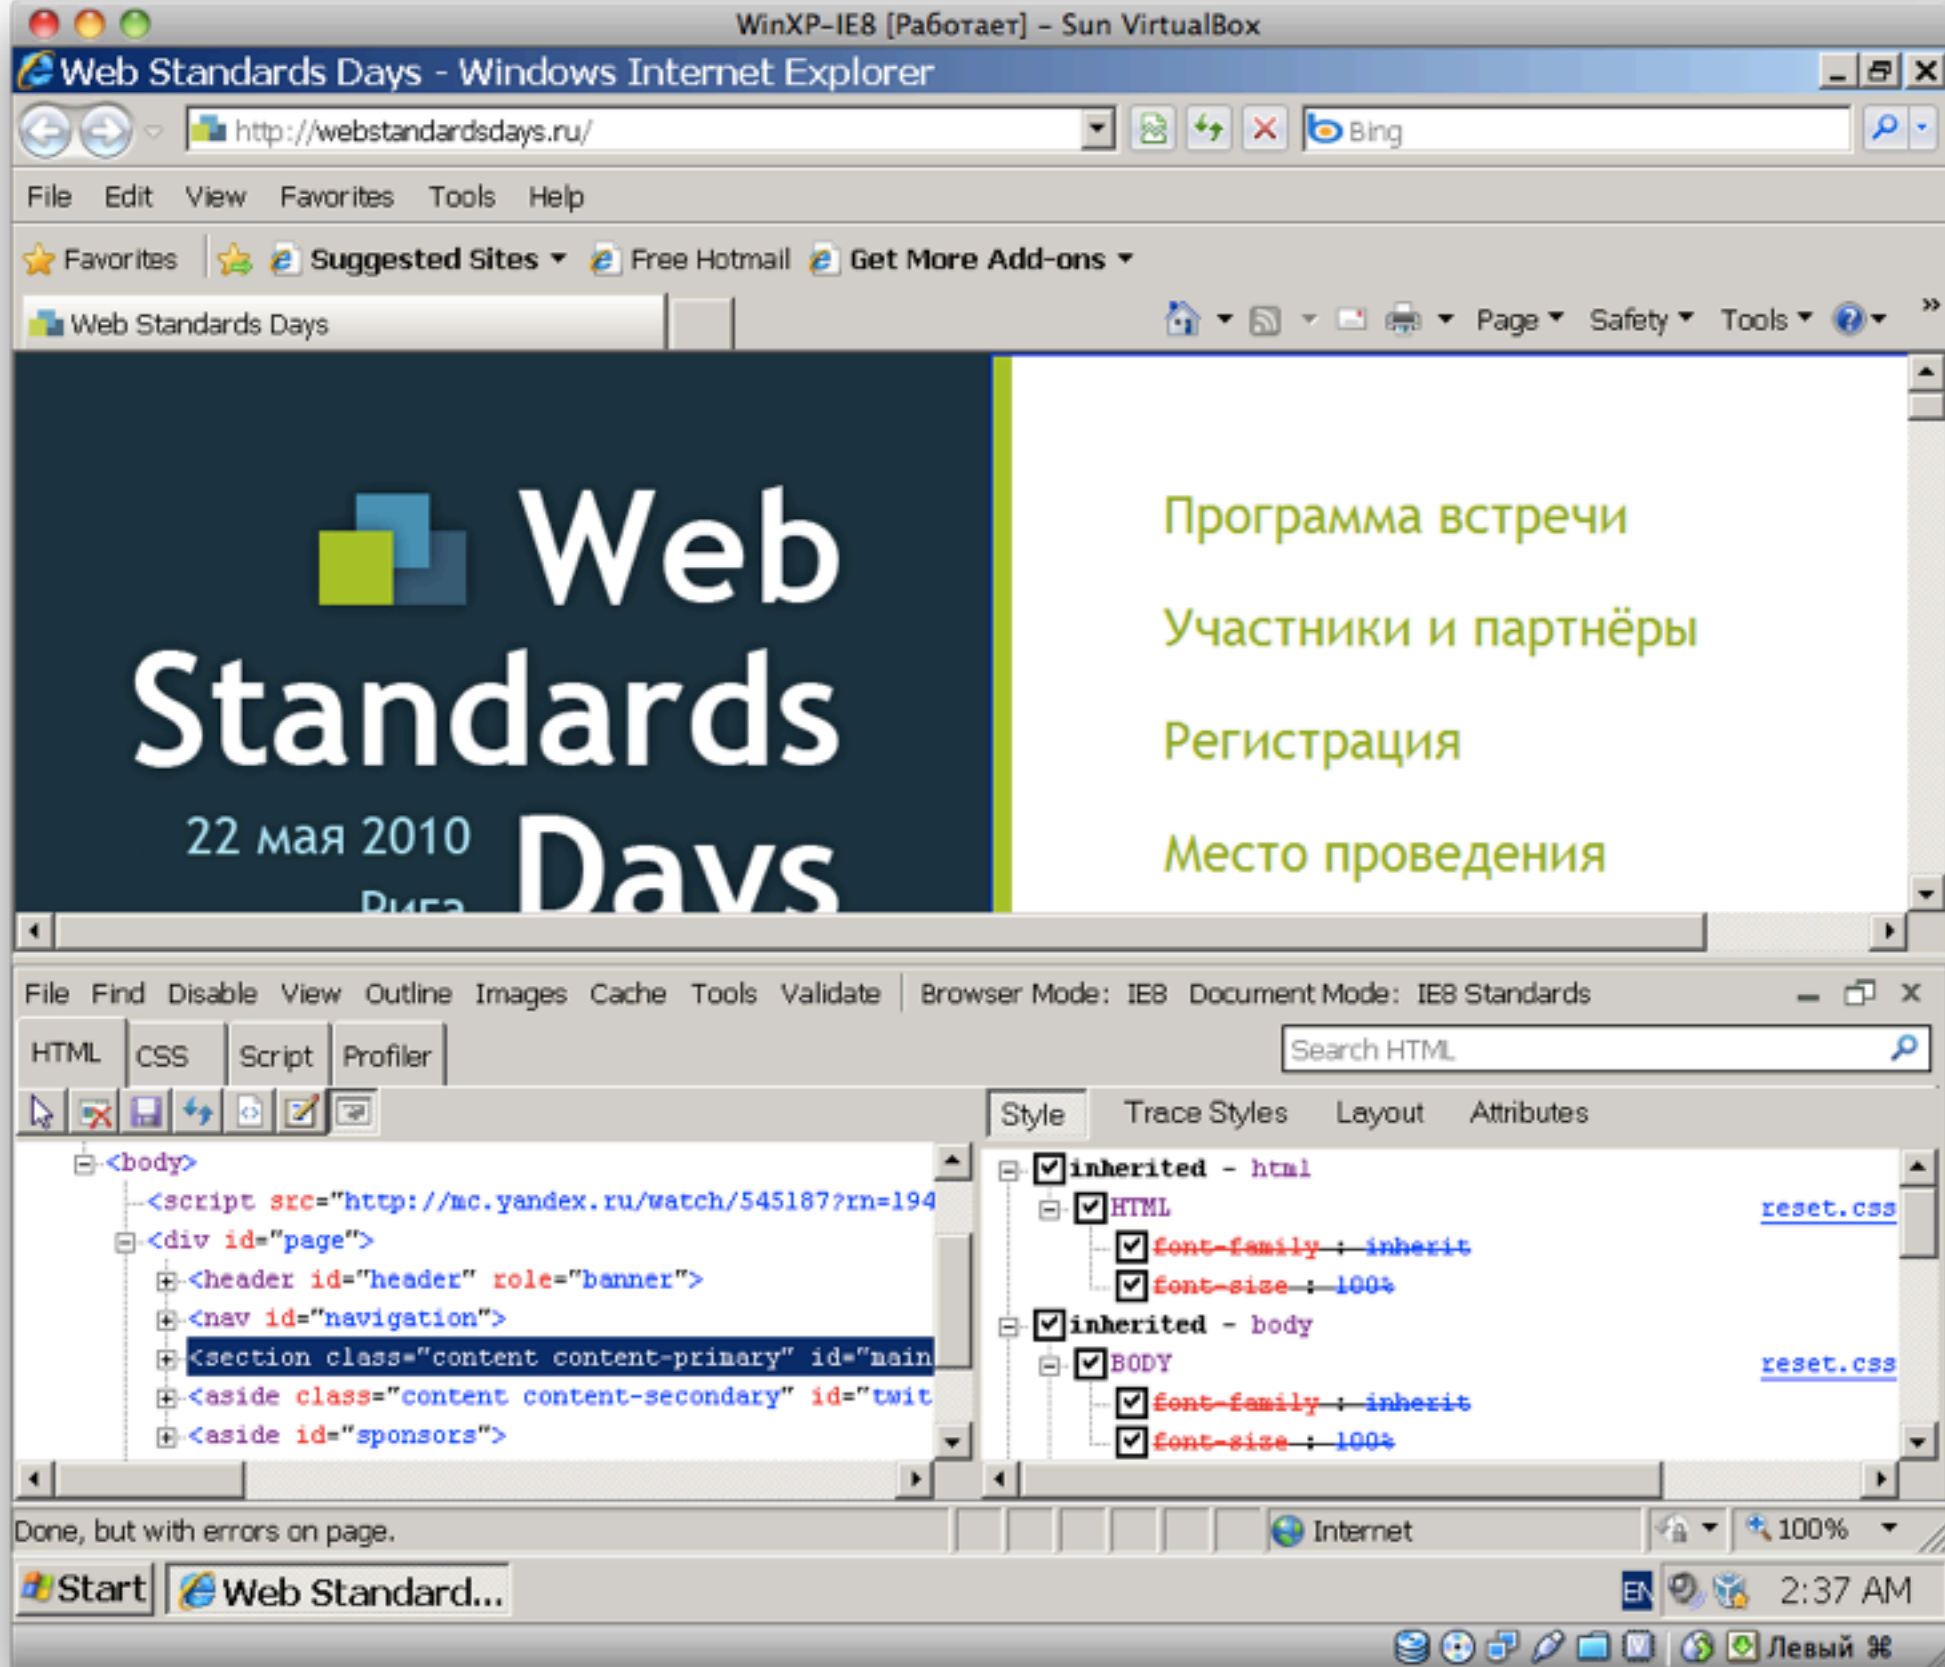 WinXP-IE8 [Работает] – Sun VirtualBox
Web Standards Days - Windows Internet Explorer
http://webstandardsdays.ru/
Bing
File Edit View Favorites Tools Help
Favorites Suggested Sites Free Hotmail Get More Add-ons
Web Standards Days
Page Safety Tools »
Web
Standards
Days
22 мая 2010
Рига
Программа встречи
Участники и партнёры
Регистрация
Место проведения
File Find Disable View Outline Images Cache Tools Validate Browser Mode: IE8 Document Mode: IE8 Standards
HTML CSS Script Profiler
Search HTML
Style Trace Styles Layout Attributes
<body>
<script src="http://mc.yandex.ru/watch/545187?rn=194
<div id="page">
<header id="header" role="banner">
<nav id="navigation">
<section class="content content-primary" id="main
<aside class="content content-secondary" id="twit
<aside id="sponsors">
inherited - html
HTML reset.css
font-family : inherit
font-size : 100%
inherited - body
BODY reset.css
font-family : inherit
font-size : 100%
Done, but with errors on page.
Internet
100%
Start
Web Standard...
EN
2:37 AM
Левый ⌘